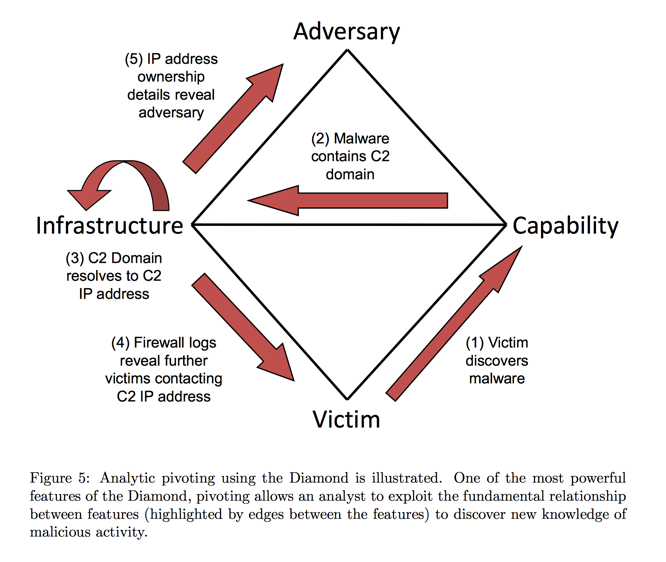 Adversary
(5) IP address
ownership
details reveal
adversary
(2) Malware
contains C2
domain
Infrastructure
Capability
(3) C2 Domain
resolves to C2
IP address
(4) Firewall logs
reveal further
victims contacting
C2 IP address
(1) Victim
discovers
malware
Victim
Figure 5: Analytic pivoting using the Diamond is illustrated. One of the most powerful
features of the Diamond, pivoting allows an analyst to exploit the fundamental relationship
between features (highlighted by edges between the features) to discover new knowledge of
malicious activity.